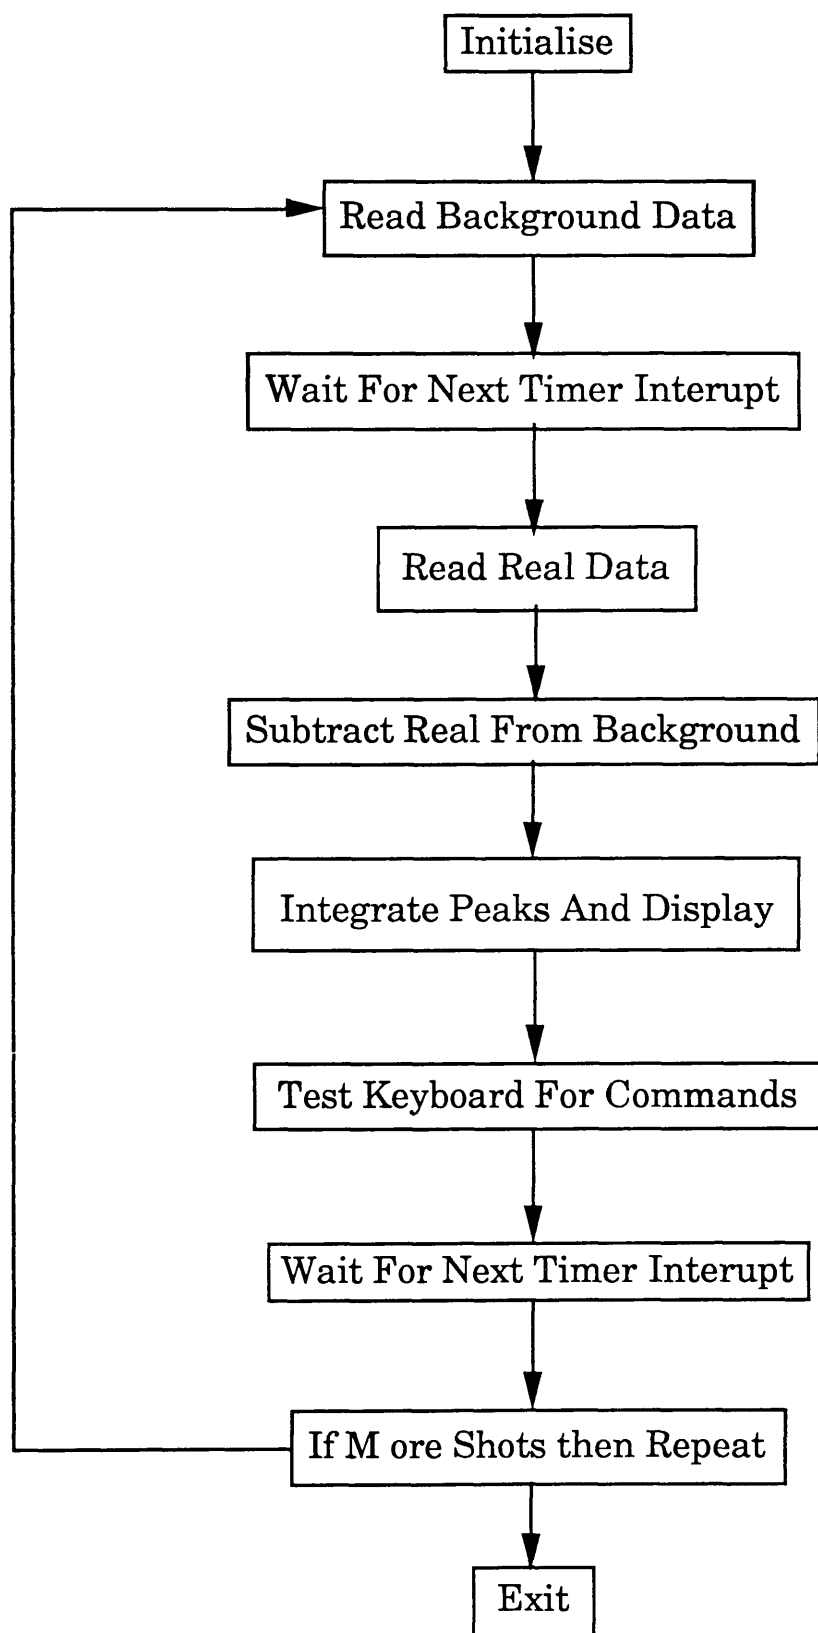 Initialise
Read Background Data
Wait For Next Timer Interupt
Read Real Data
Subtract Real From Background
Integrate Peaks And Display
Test Keyboard For Commands
Wait For Next Timer Interupt
If M ore Shots then Repeat
Exit